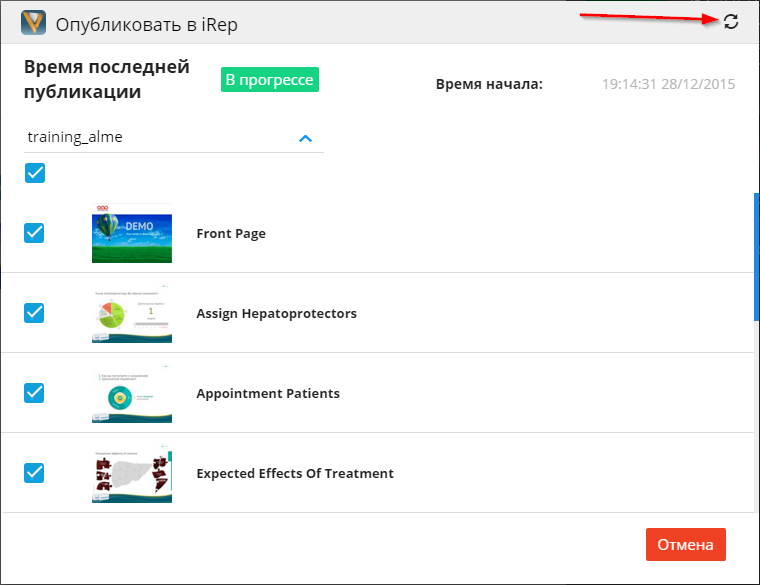 Опубликовать в iRep
Время последней
публикации
В прогрессе
Время начала:
19:14:31 28/12/2015
training_alme
DEMO
Front Page
1
Assign Hepatoprotectors
Appointment Patients
Expected Effects Of Treatment
Отмена